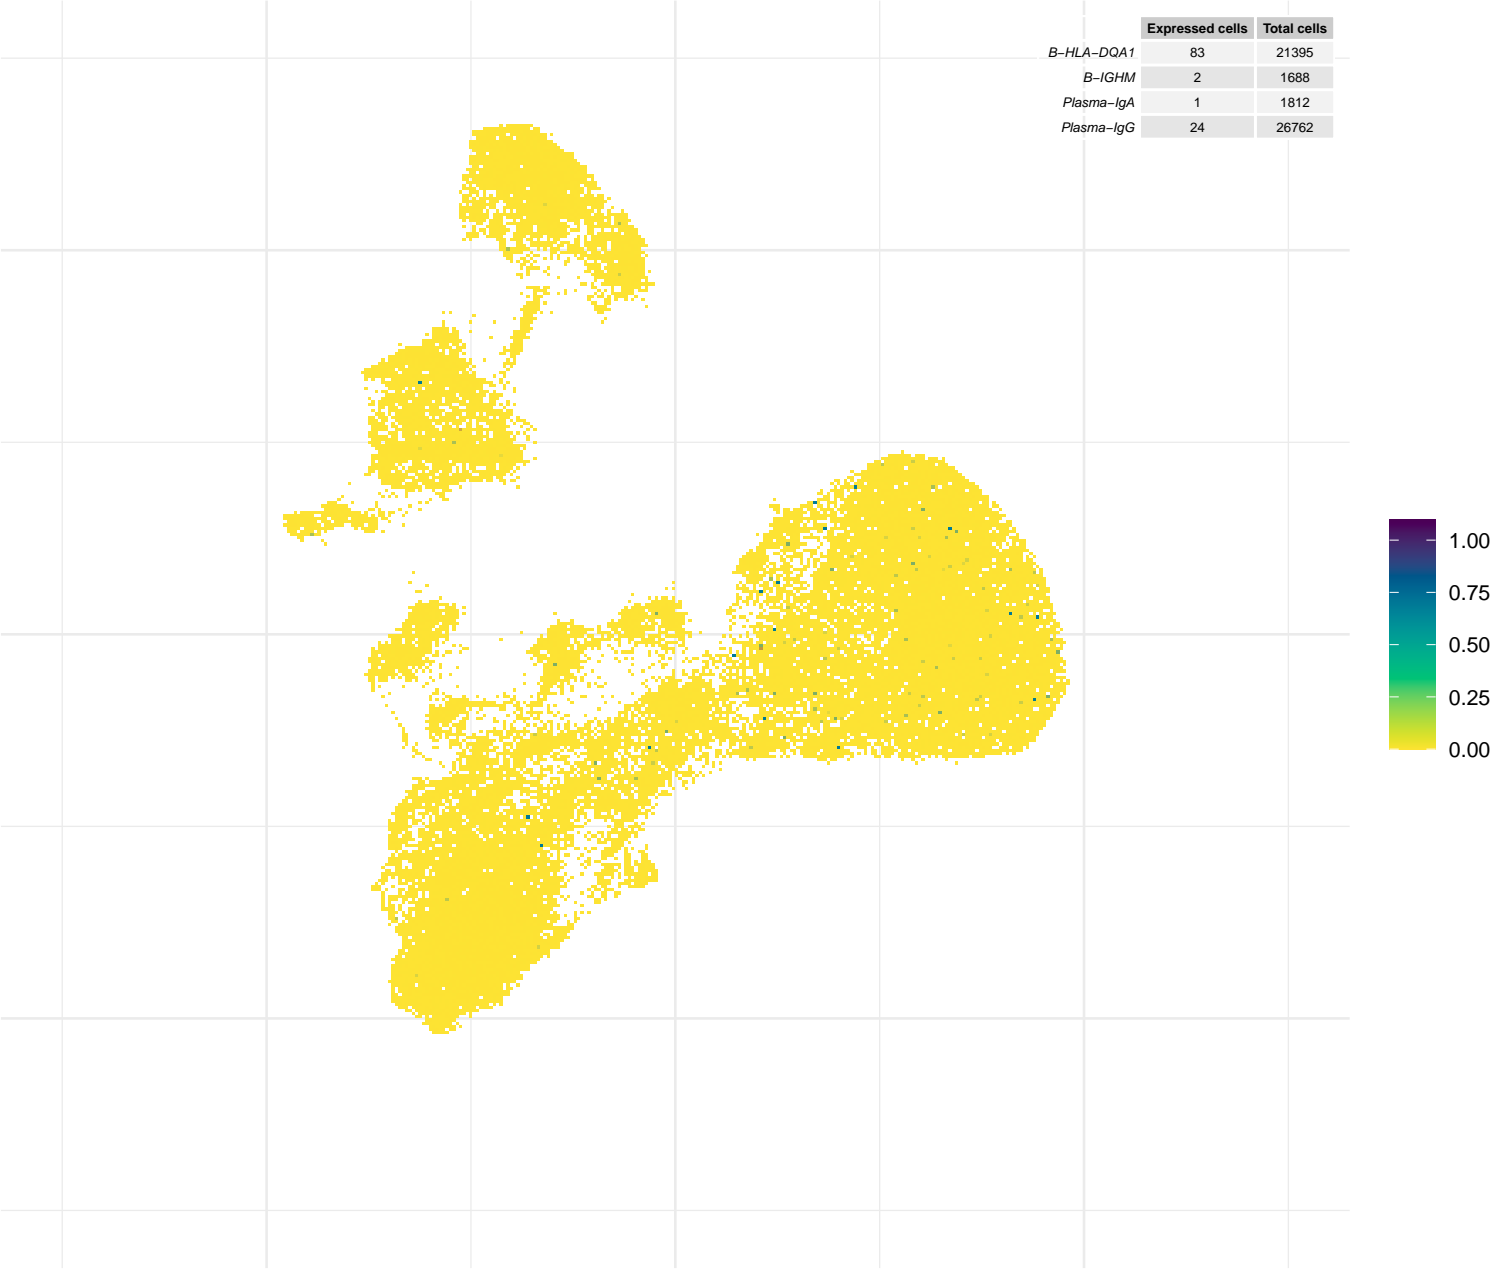 Expressed cells Total cells
B-HLA-DQA1 83 21395
B-IGHM 2 1688
Plasma-IgA 1 1812
Plasma-IgG 24 26762
1.00
0.75
0.50
0.25
0.00